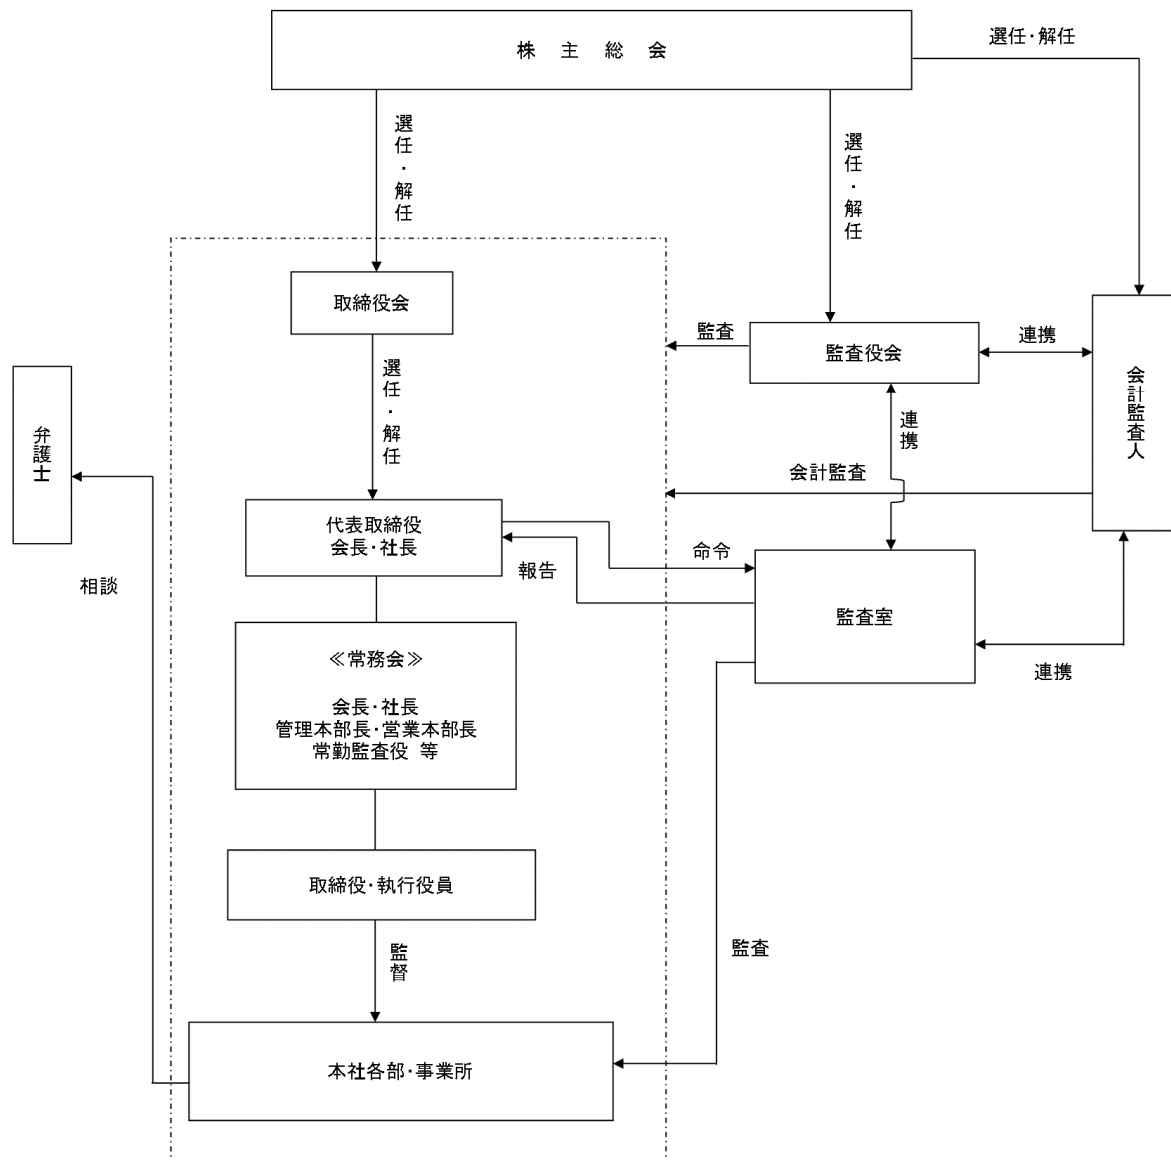 株 主 総 会
選任・解任
選任・解任
選任・解任
取締役会
監査
監査役会
連携
会計監査人
選任・解任
連携
弁護士
会計監査
代表取締役
会長・社長
命令
報告
相談
監査室
≪常務会≫
会長・社長
管理本部長・営業本部長
常勤監査役 等
連携
取締役・執行役員
監督
監査
本社各部・事業所